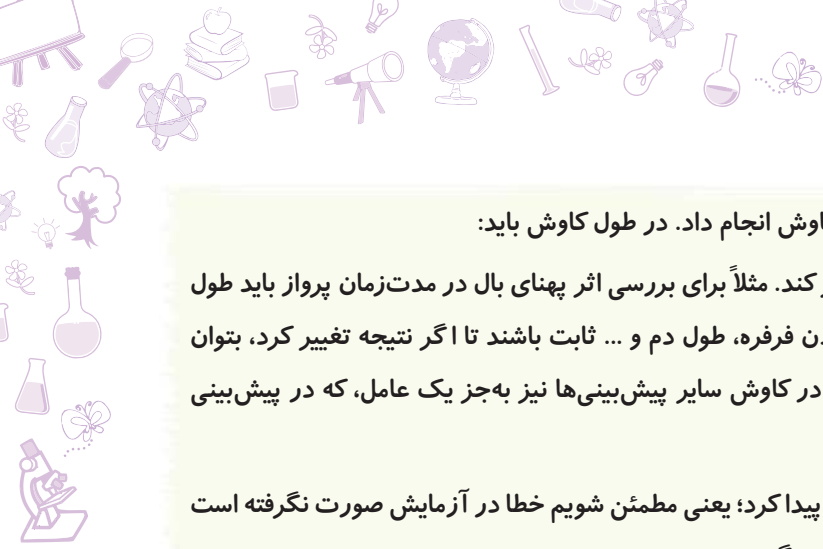 اوش انجام داد. در طول کاوش باید:
کند. مثلاً برای بررسی اثر پهنای بال در مدت‌زمان پرواز باید طول
دن فرفره، طول دم و ... ثابت باشند تا اگر نتیجه تغییر کرد، بتوان
در کاوش سایر پیش‌بینی‌ها نیز به‌جز یک عامل، که در پیش‌بینی
پیدا کرد؛ یعنی مطمئن شویم خطا در آزمایش صورت نگرفته است